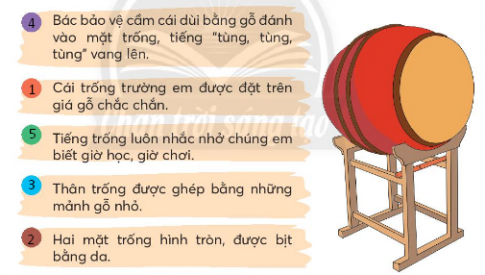 4 Bác bảo vệ cầm cái dùi bằng gỗ đánh
vào mặt trống, tiếng “tùng, tùng,
tùng” vang lên.
1 Cái trống trường em được đặt trên
giá gỗ chắc chắn.
5 Tiếng trống luôn nhắc nhở chúng em
biết giờ học, giờ chơi.
3 Thân trống được ghép bằng những
mảnh gỗ nhỏ.
2 Hai mặt trống hình tròn, được bịt
bằng da.
Chân trời sáng tạo